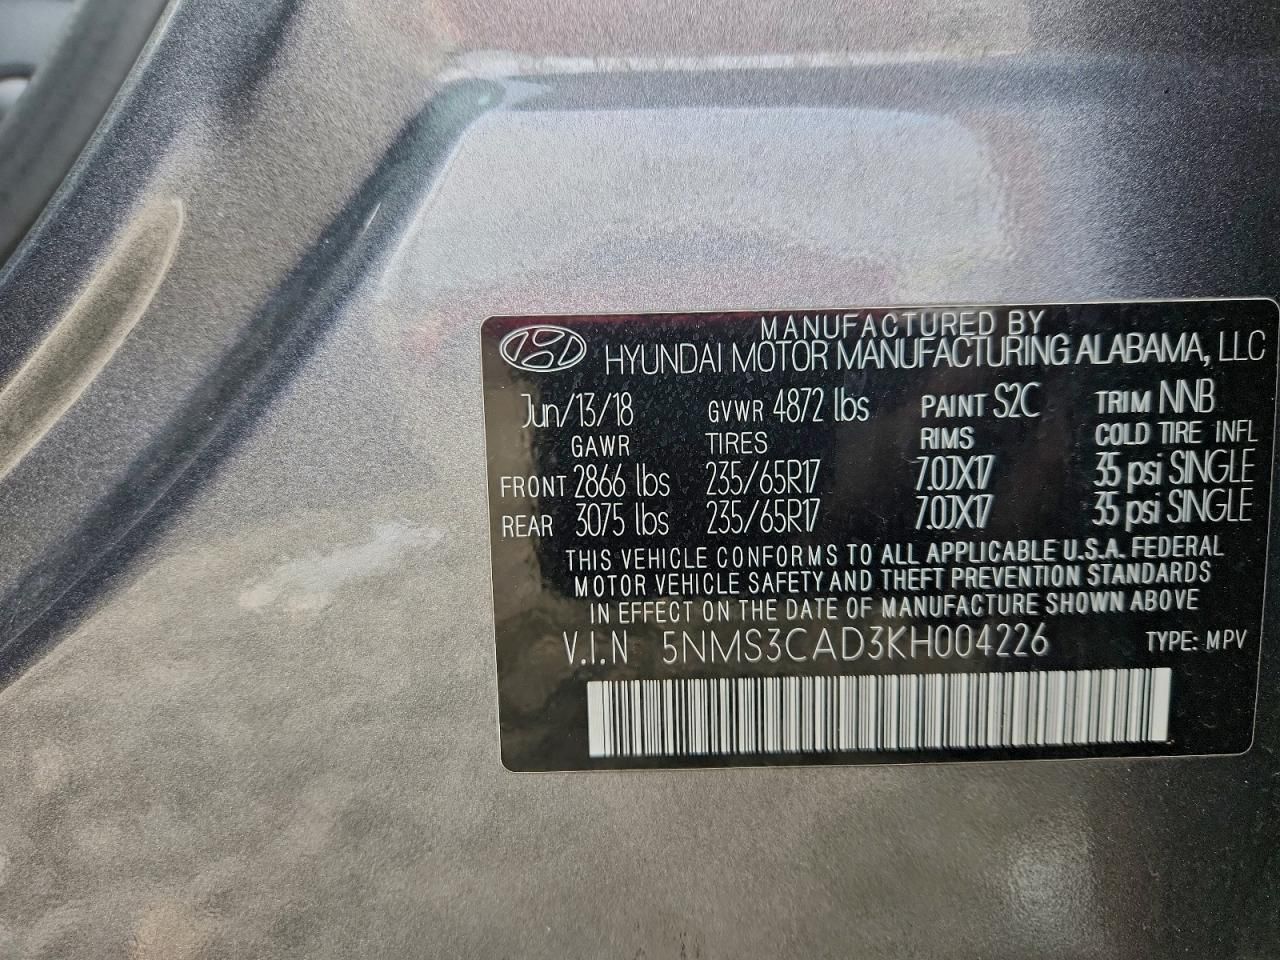 MANUFACTURED BY
HYUNDAI MOTOR MANUFACTURING ALABAMA, LLC
Jun/13/18 GVWR 4872 lbs PAINT S2C TRIM NNB
GAWR TIRES RIMS COLD TIRE INFL
FRONT 2866 lbs 235/65R17 7.0JX17 35 psi SINGLE
REAR 3075 lbs 235/65R17 7.0JX17 35 psi SINGLE
THIS VEHICLE CONFORMS TO ALL APPLICABLE U.S.A. FEDERAL
MOTOR VEHICLE SAFETY AND THEFT PREVENTION STANDARDS
IN EFFECT ON THE DATE OF MANUFACTURE SHOWN ABOVE
V.I.N 5NMS3CAD3KH004226 TYPE: MPV